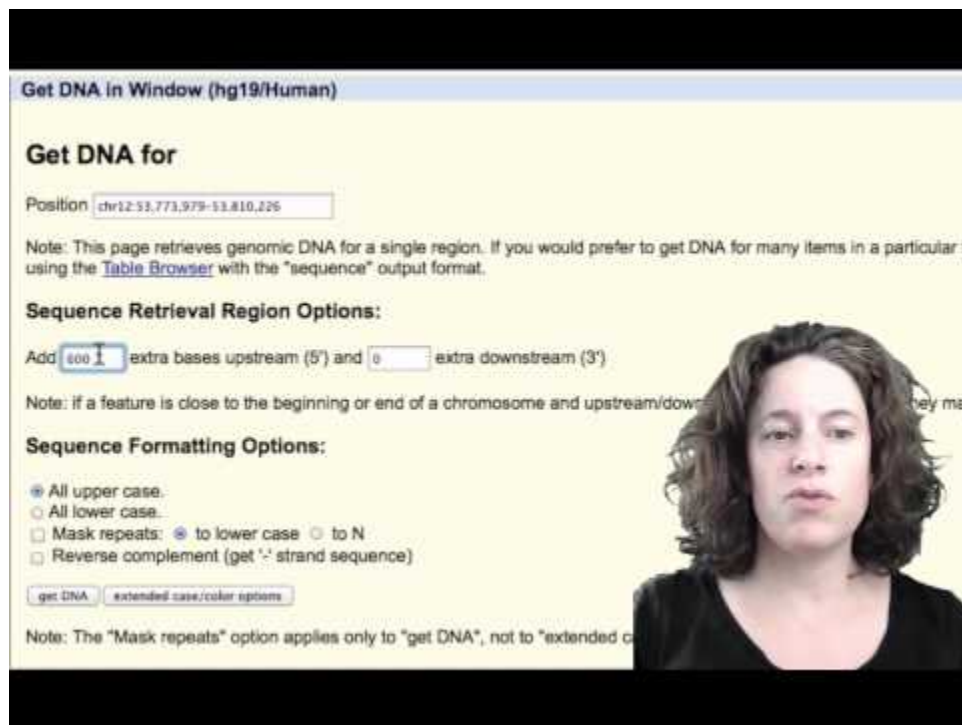 Get DNA in Window (hg19/Human)
Get DNA for
Position chr12:53,773,979-53,810,226
Note: This page retrieves genomic DNA for a single region. If you would prefer to get DNA for many items in a particular
using the Table Browser with the "sequence" output format.
Sequence Retrieval Region Options:
Add 600 extra bases upstream (5') and 0 extra downstream (3')
Note: if a feature is close to the beginning or end of a chromosome and upstream/dow
Sequence Formatting Options:
All upper case.
All lower case.
Mask repeats: to lower case to N
Reverse complement (get '-' strand sequence)
get DNA extended case/color options
Note: The "Mask repeats" option applies only to "get DNA", not to "extended